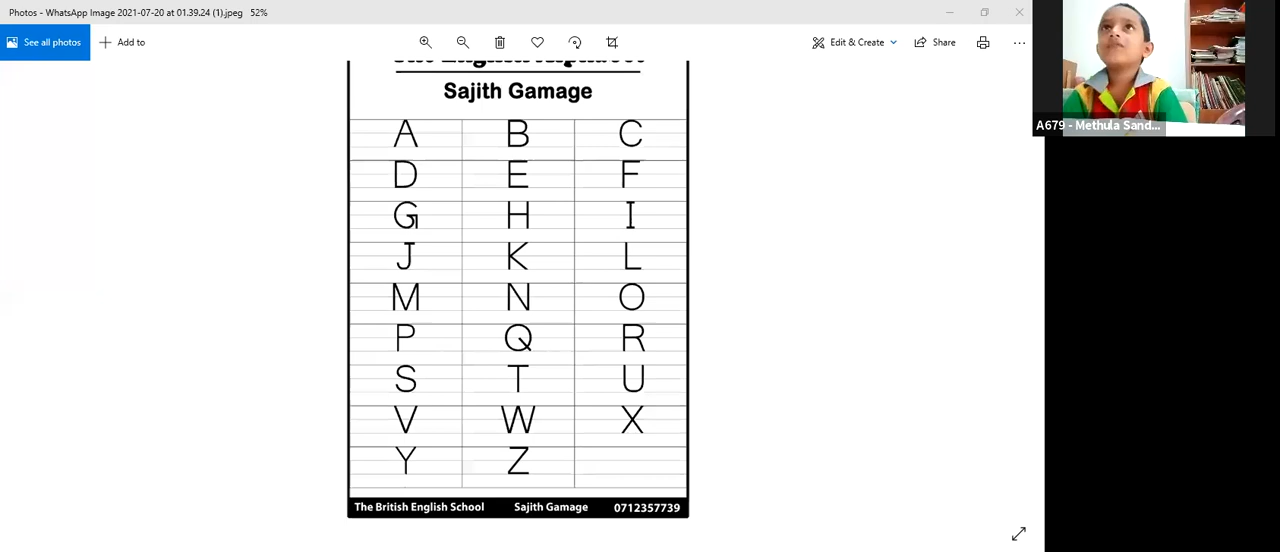 Photos - WhatsApp Image 2021-07-20 at 01.39.24 (1).jpeg 52%
See all photos
Add to
Edit & Create
Share
Sajith Gamage
A B C
D E F
G H I
J K L
M N O
P Q R
S T U
V W X
Y Z
The British English School Sajith Gamage 0712357739
A679 - Methula Sand...